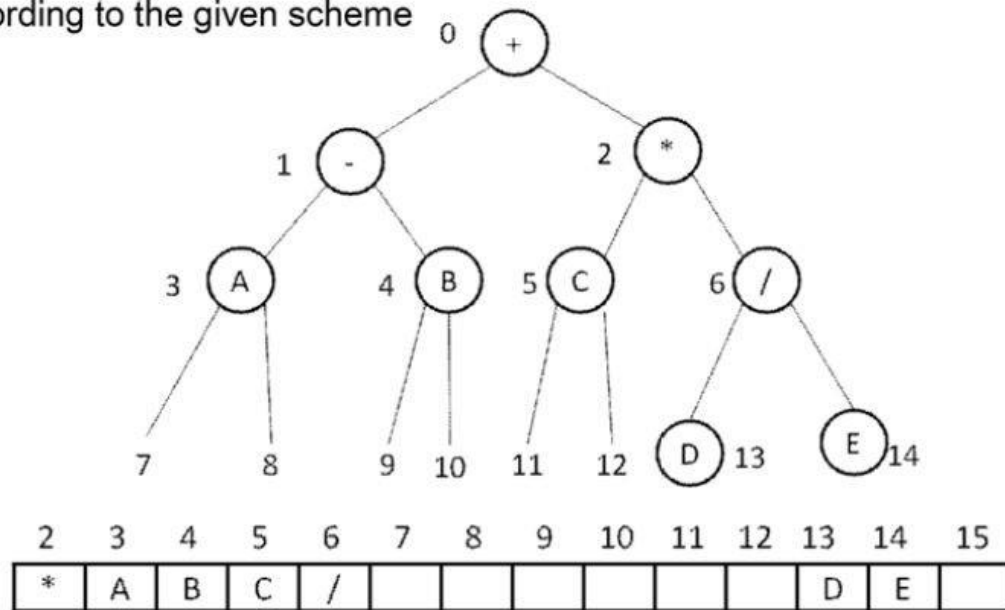 ording to the given scheme
0 +
1 - 2 *
3 A 4 B 5 C 6 /
7 8 9 10 11 12 D 13 E 14
2 3 4 5 6 7 8 9 10 11 12 13 14 15
* A B C / D E